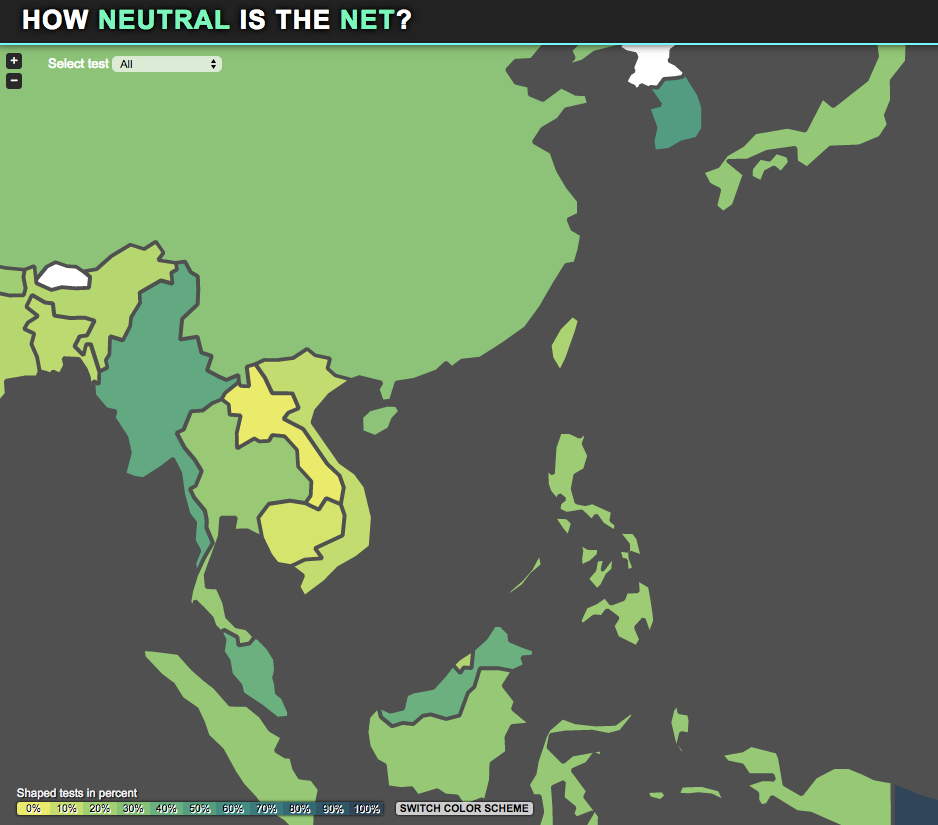 HOW NEUTRAL IS THE NET?
+
Select test All
−
Shaped tests in percent
0% 10% 20% 30% 40% 50% 60% 70% 80% 90% 100%
SWITCH COLOR SCHEME